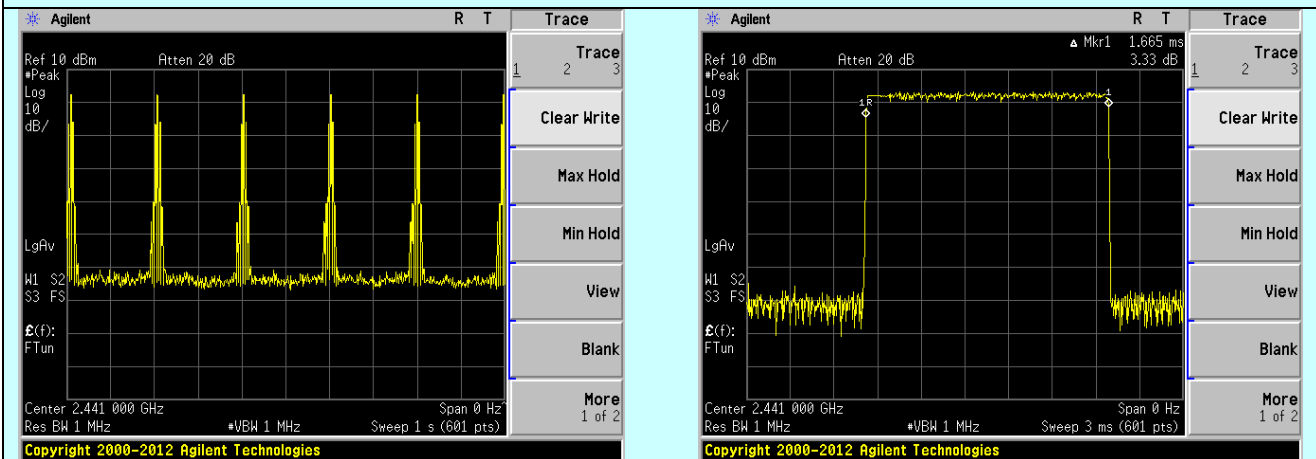 Agilent R T Trace
Ref 10 dBm Atten 20 dB
#Peak
Log
10
dB/
LgAv
W1 S2
S3 FS
£(f):
FTun
Center 2.441 000 GHz Span 0 Hz^
Res BW 1 MHz #VBW 1 MHz Sweep 1 s (601 pts)
Copyright 2000-2012 Agilent Technologies
Trace
1 2 3
Clear Write
Max Hold
Min Hold
View
Blank
More
1 of 2
Agilent R T Trace
Δ Mkr1 1.665 ms
Ref 10 dBm Atten 20 dB 3.33 dB
#Peak
Log
10
dB/
1R
1
LgAv
W1 S2
S3 FS
£(f):
FTun
Center 2.441 000 GHz Span 0 Hz
Res BW 1 MHz #VBW 1 MHz Sweep 3 ms (601 pts)
Copyright 2000-2012 Agilent Technologies
Trace
1 2 3
Clear Write
Max Hold
Min Hold
View
Blank
More
1 of 2